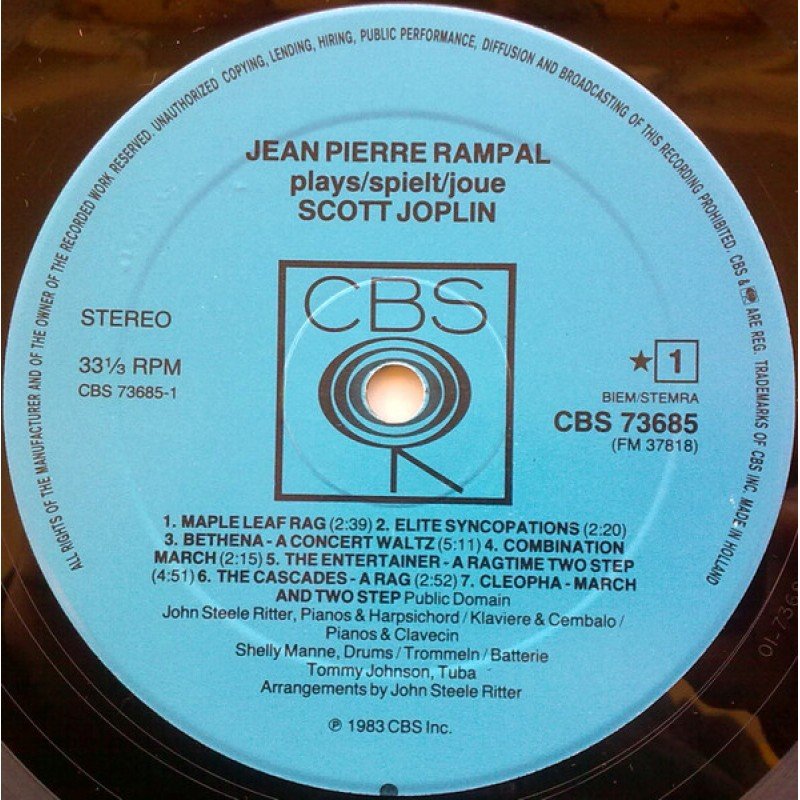 ALL RIGHTS OF THE MANUFACTURER AND OF THE OWNER OF THE RECORDED WORK RESERVED. UNAUTHORIZED COPYING, LENDING, HIRING, PUBLIC PERFORMANCE, DIFFUSION AND BROADCASTING OF THIS RECORDING PROHIBITED. CBS & ARE REG. TRADEMARKS OF CBS INC. MADE IN HOLLAND
JEAN PIERRE RAMPAL
plays/spielt/joue
SCOTT JOPLIN
CBS
STEREO
33⅓ RPM
CBS 73685-1
★ 1
BIEM/STEMRA
CBS 73685
(FM 37818)
1. MAPLE LEAF RAG (2:39) 2. ELITE SYNCOPATIONS (2:20)
3. BETHENA - A CONCERT WALTZ (5:11) 4. COMBINATION
MARCH (2:15) 5. THE ENTERTAINER - A RAGTIME TWO STEP
(4:51) 6. THE CASCADES - A RAG (2:52) 7. CLEOPHA - MARCH
AND TWO STEP Public Domain
John Steele Ritter, Pianos & Harpsichord / Klaviere & Cembalo /
Pianos & Clavecin
Shelly Manne, Drums / Trommeln / Batterie
Tommy Johnson, Tuba
Arrangements by John Steele Ritter
℗ 1983 CBS Inc.